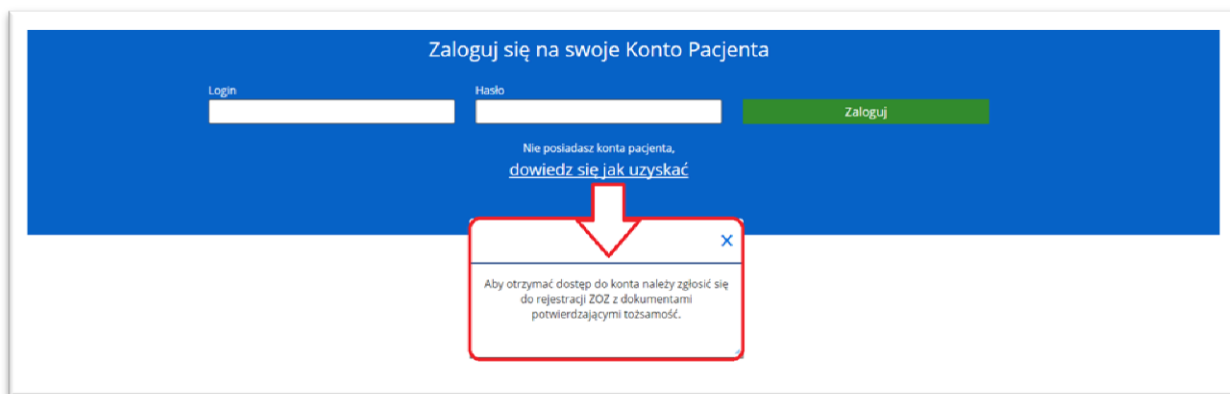 Zaloguj się na swoje Konto Pacjenta
Login
Hasło
Zaloguj
Nie posiadasz konta pacjenta,
dowiedz się jak uzyskać
Aby otrzymać dostęp do konta należy zgłosić się
do rejestracji ZOZ z dokumentami
potwierdzającymi tożsamość.